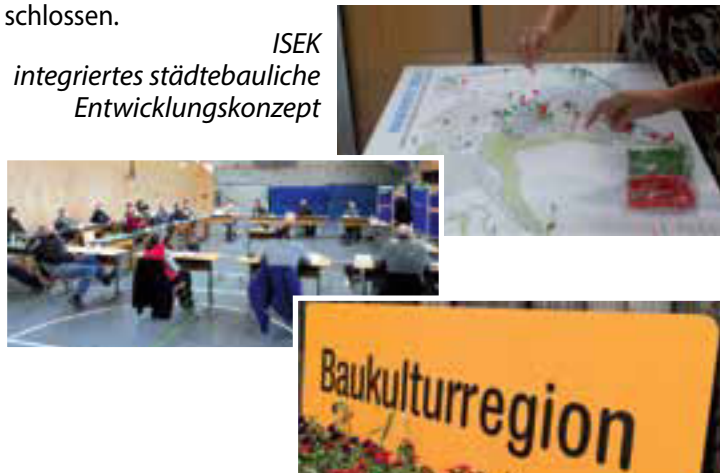 schlossen.
ISEK
integriertes städtebauliche
Entwicklungskonzept
Baukulturregion